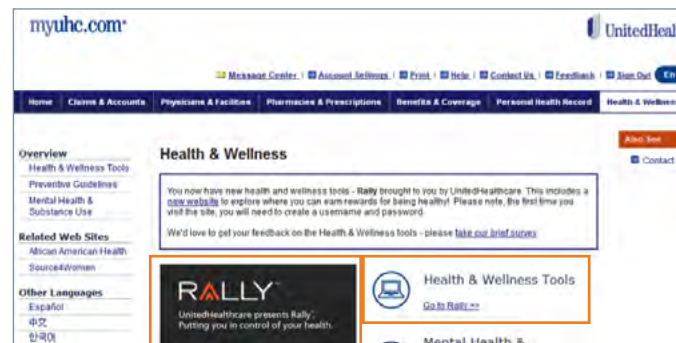 myuhc.com
UnitedHeal
Message Center | Account Settings | Print | Help | Contact Us | Feedback | Sign Out En
Home Claims & Accounts Physicians & Facilities Pharmacies & Prescriptions Benefits & Coverage Personal Health Record Health & Wellness
Also See
Contact
Overview
Health & Wellness Tools
Preventive Guidelines
Mental Health &
Substance Use
Related Web Sites
African American Health
Source4Women
Other Languages
Español
中文
한국어
Health & Wellness
You now have new health and wellness tools - Rally brought to you by UnitedHealthcare. This includes a
new website to explore where you can earn rewards for being healthy! Please note, the first time you
visit the site, you will need to create a username and password.
We'd love to get your feedback on the Health & Wellness tools - please take our brief survey
RALLY
UnitedHealthcare presents Rally.
Putting you in control of your health.
Health & Wellness Tools
Go to Rally >>
Mental Health &